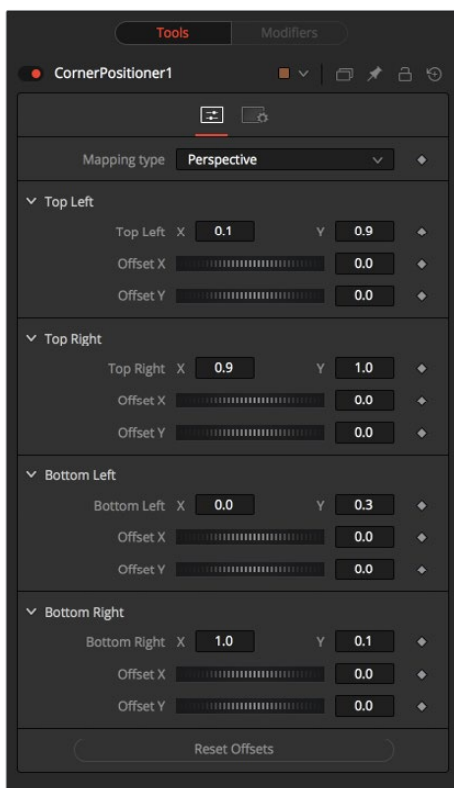 Tools Modifiers
CornerPositioner1
Mapping type Perspective
Top Left
Top Left X 0.1 Y 0.9
Offset X 0.0
Offset Y 0.0
Top Right
Top Right X 0.9 Y 1.0
Offset X 0.0
Offset Y 0.0
Bottom Left
Bottom Left X 0.0 Y 0.3
Offset X 0.0
Offset Y 0.0
Bottom Right
Bottom Right X 1.0 Y 0.1
Offset X 0.0
Offset Y 0.0
Reset Offsets